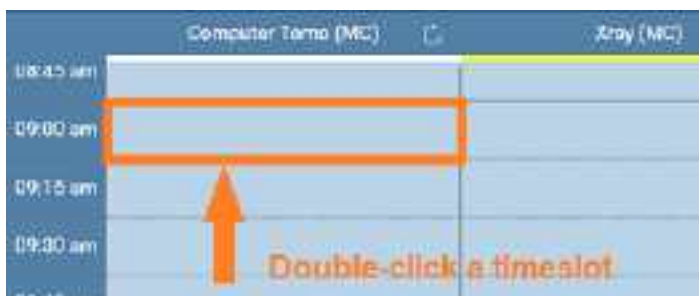 Computer Tomo (MC) Xray (MC)
08:45 am
09:00 am
09:15 am
09:30 am
Double-click a timeslot